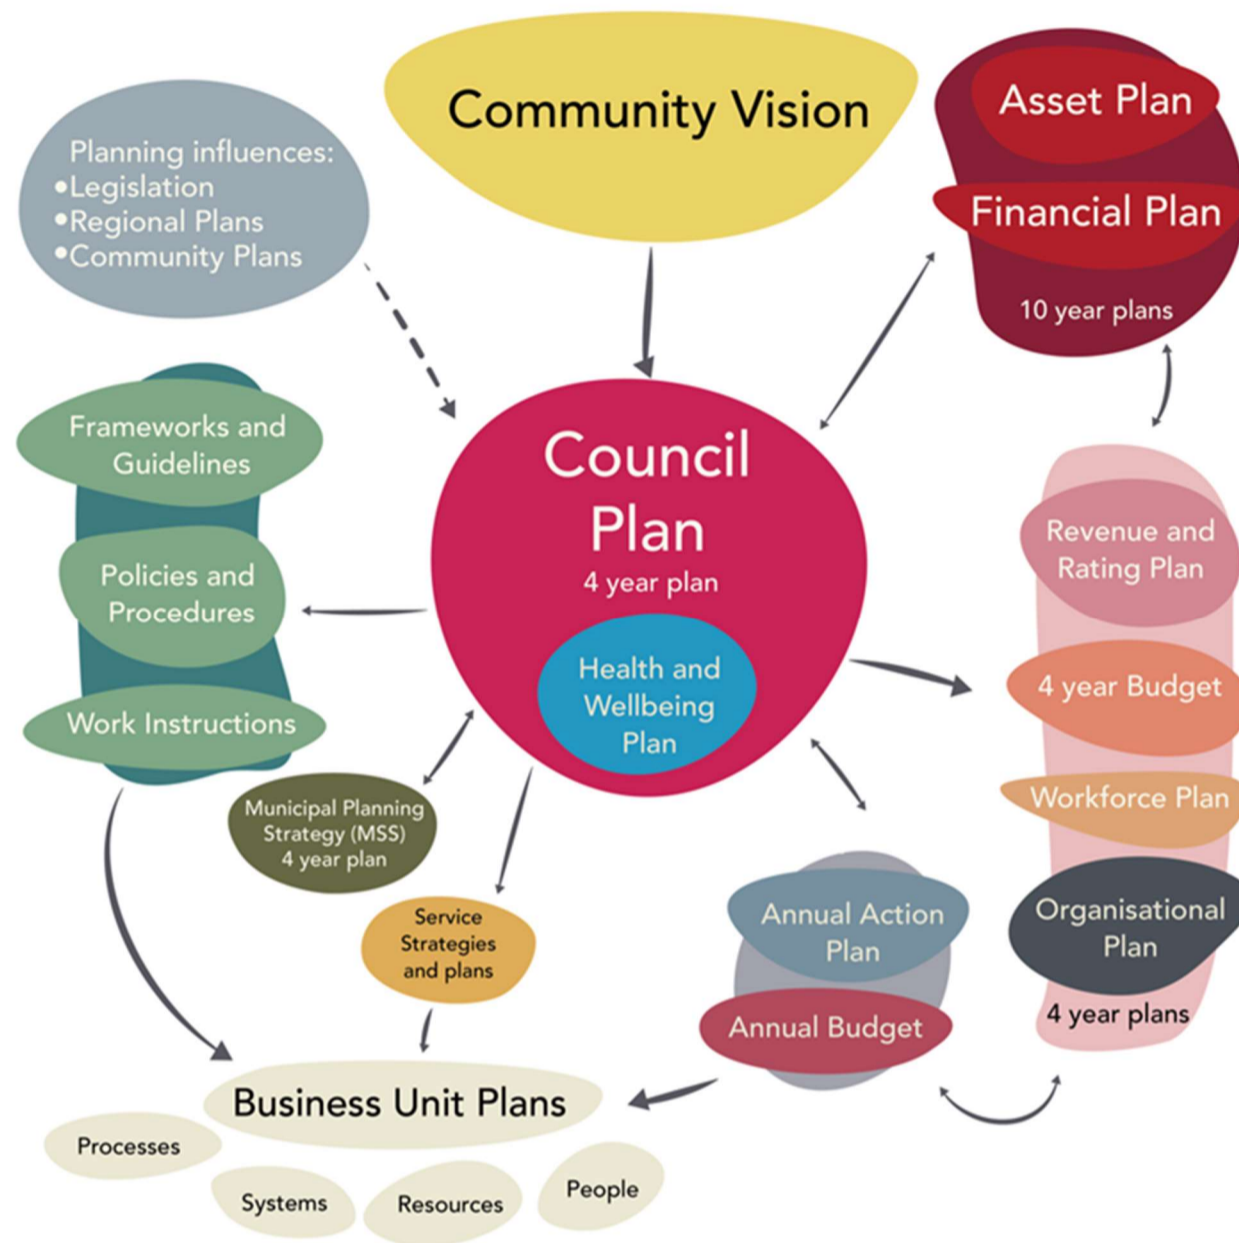 Community Vision
Planning influences:
•Legislation
•Regional Plans
•Community Plans
Asset Plan
Financial Plan
10 year plans
Council
Plan
4 year plan
Health and
Wellbeing
Plan
Frameworks and
Guidelines
Policies and
Procedures
Work Instructions
Revenue and
Rating Plan
4 year Budget
Workforce Plan
Organisational
Plan
4 year plans
Municipal Planning
Strategy (MSS)
4 year plan
Service
Strategies
and plans
Annual Action
Plan
Annual Budget
Business Unit Plans
Processes
Systems
Resources
People